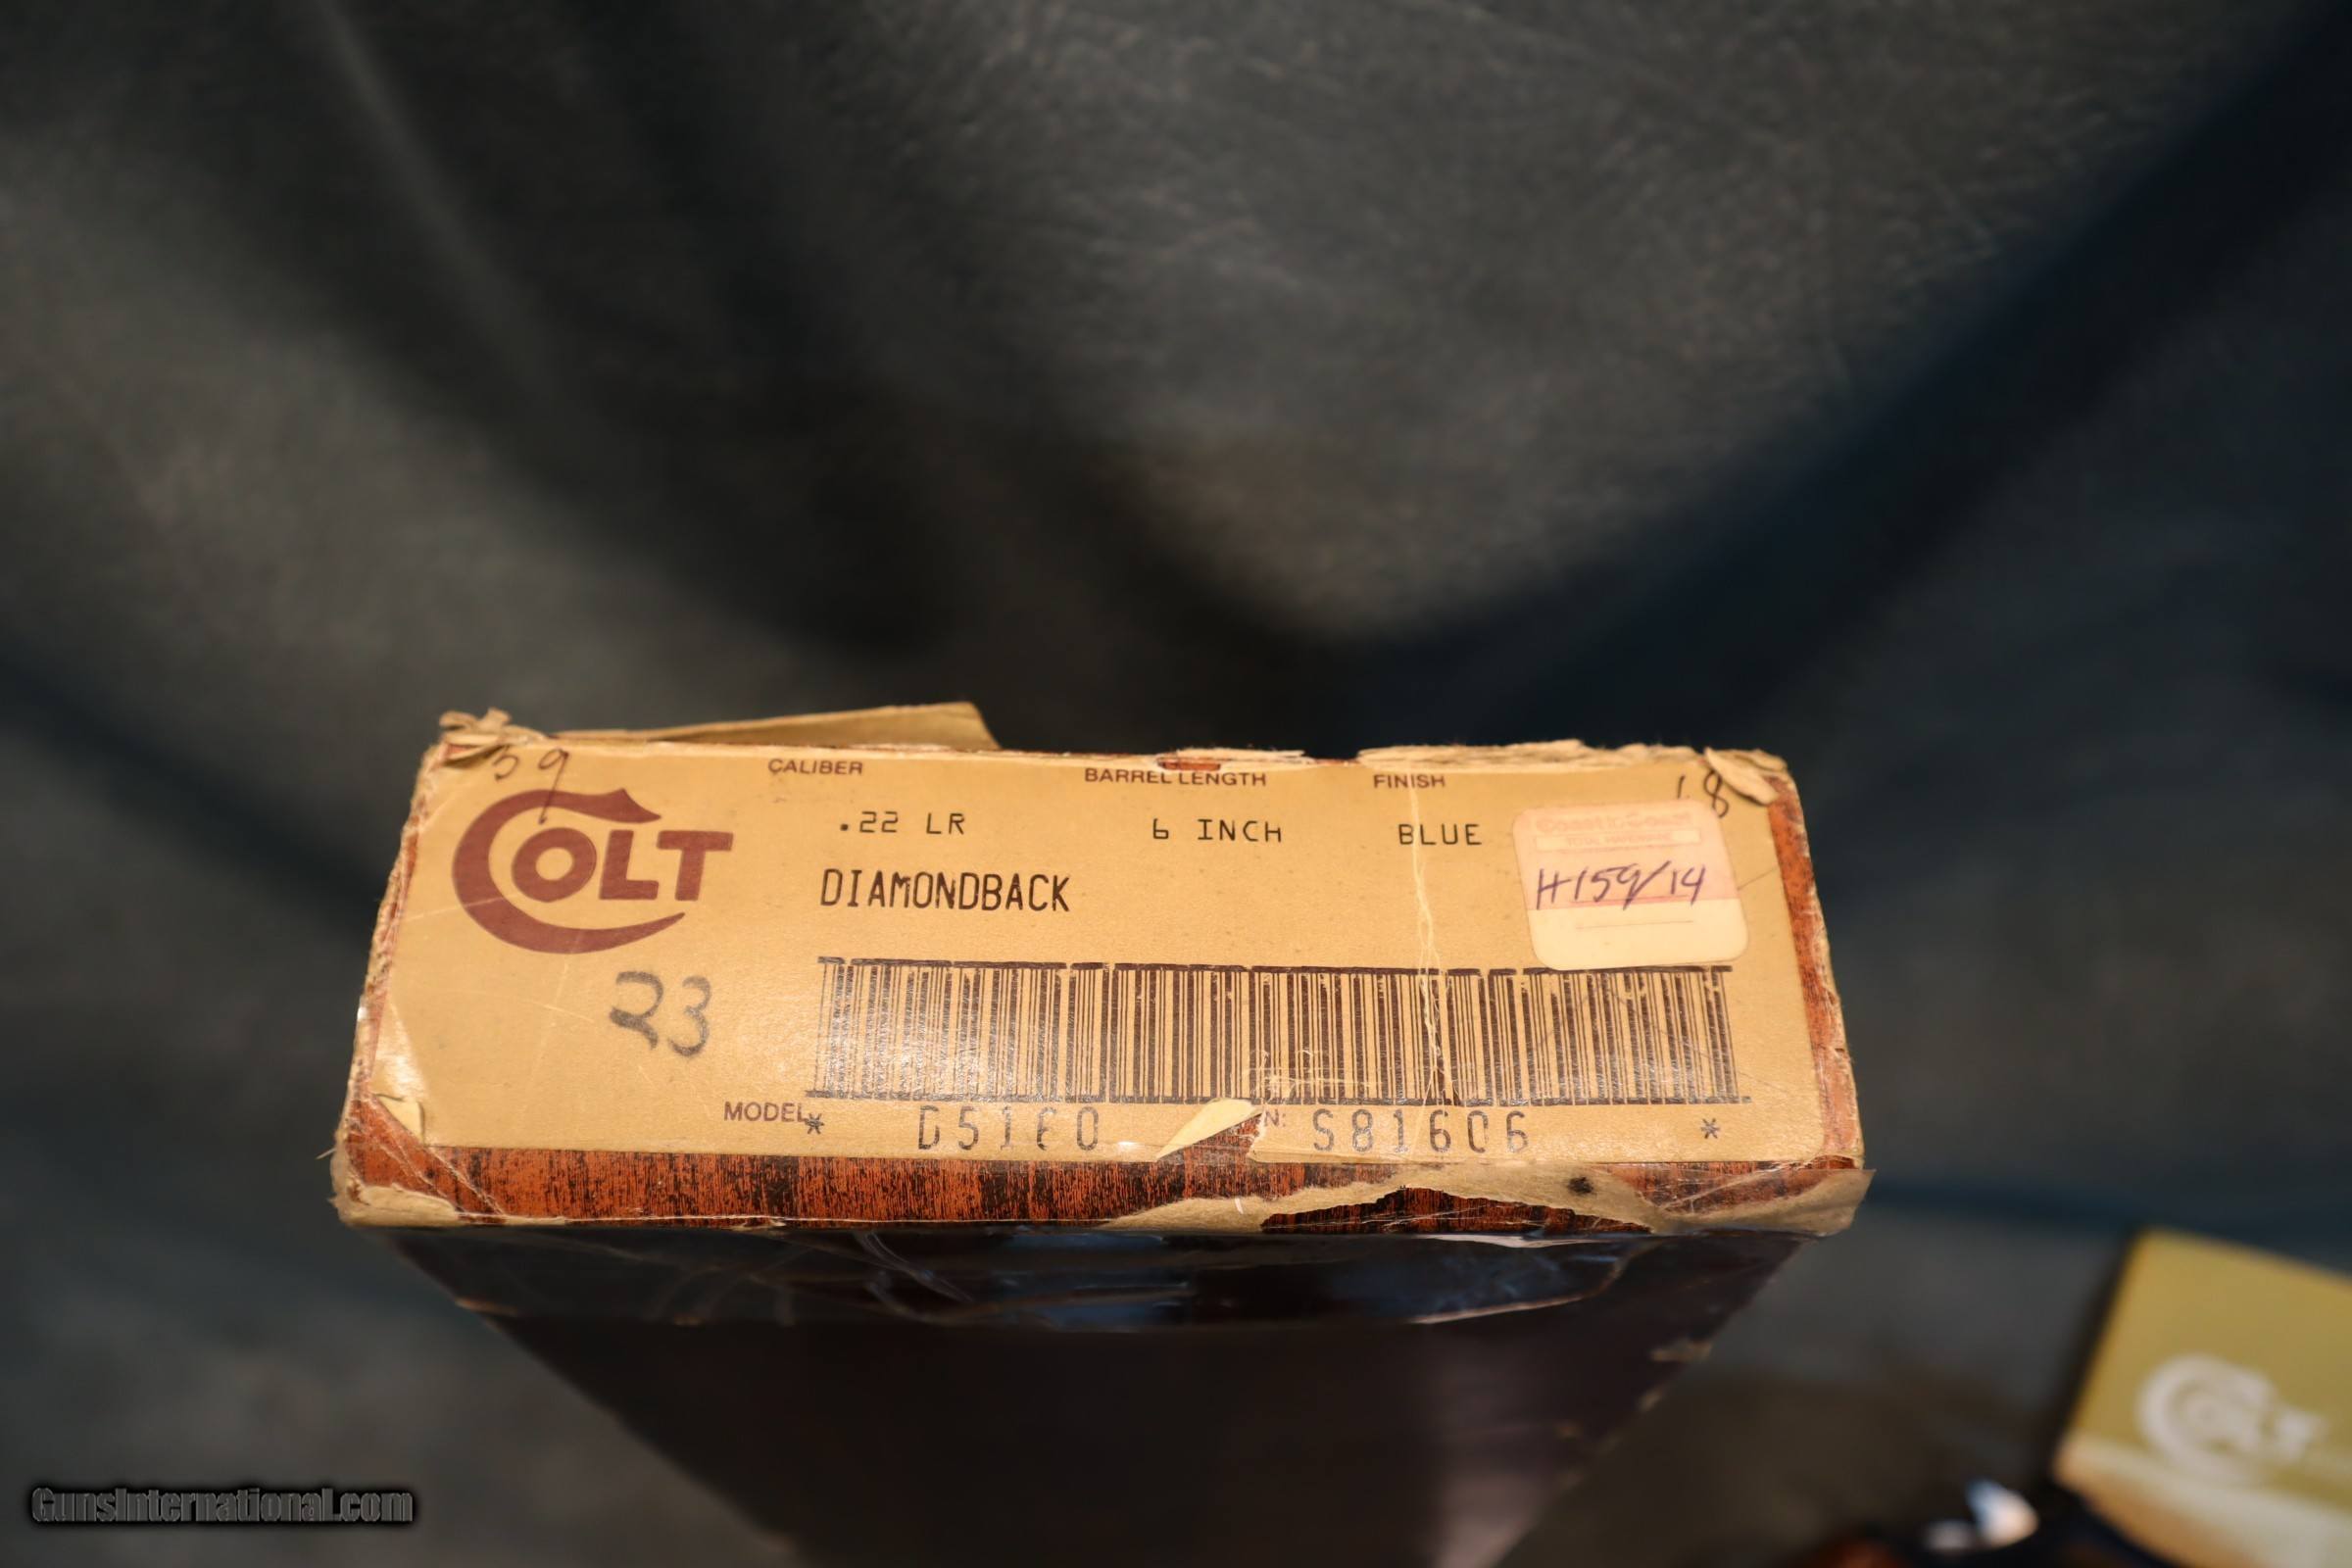 59
CALIBER BARREL LENGTH FINISH
18
COLT
.22 LR 6 INCH BLUE
DIAMONDBACK
H159/14
23
MODEL * D5160 N: S81606 *
COLT
GunsInternational.com